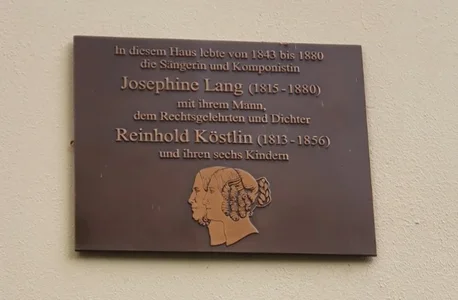 In diesem Haus lebte von 1843 bis 1880
die Sängerin und Komponistin
Josephine Lang (1815 - 1880)
mit ihrem Mann,
dem Rechtsgelehrten und Dichter
Reinhold Köstlin (1813 - 1856)
und ihren sechs Kindern